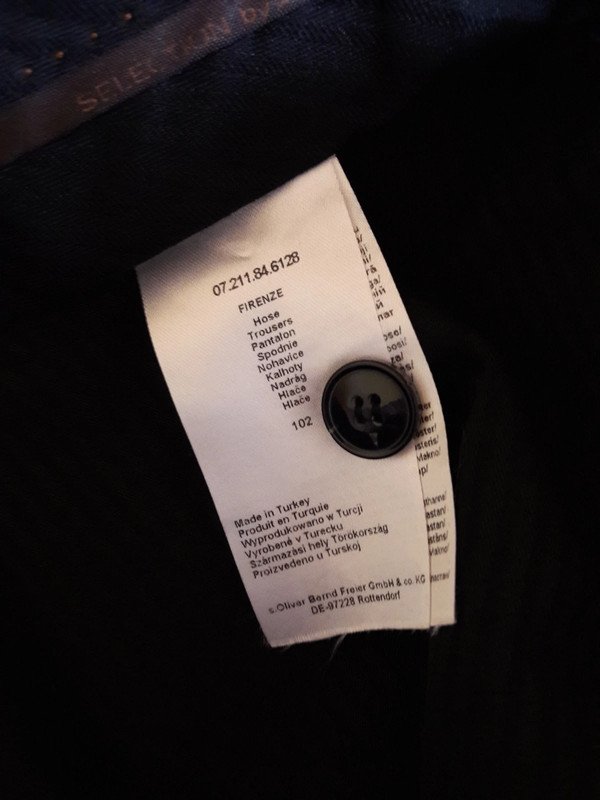 SELECTION by
07.211.84.6128
FIRENZE
Hose
Trousers
Pantalon
Spodnie
Nohavice
Kalhoty
Nadrág
Hlače
Hlače
102
Made in Turkey
Produit en Turquie
Wyprodukowano w Turcji
Vyrobené v Turecku
Származási hely Törökország
Proizvedeno u Turskoj
s.Oliver Bernd Freier GmbH & co. KG
DE-97228 Rottendorf